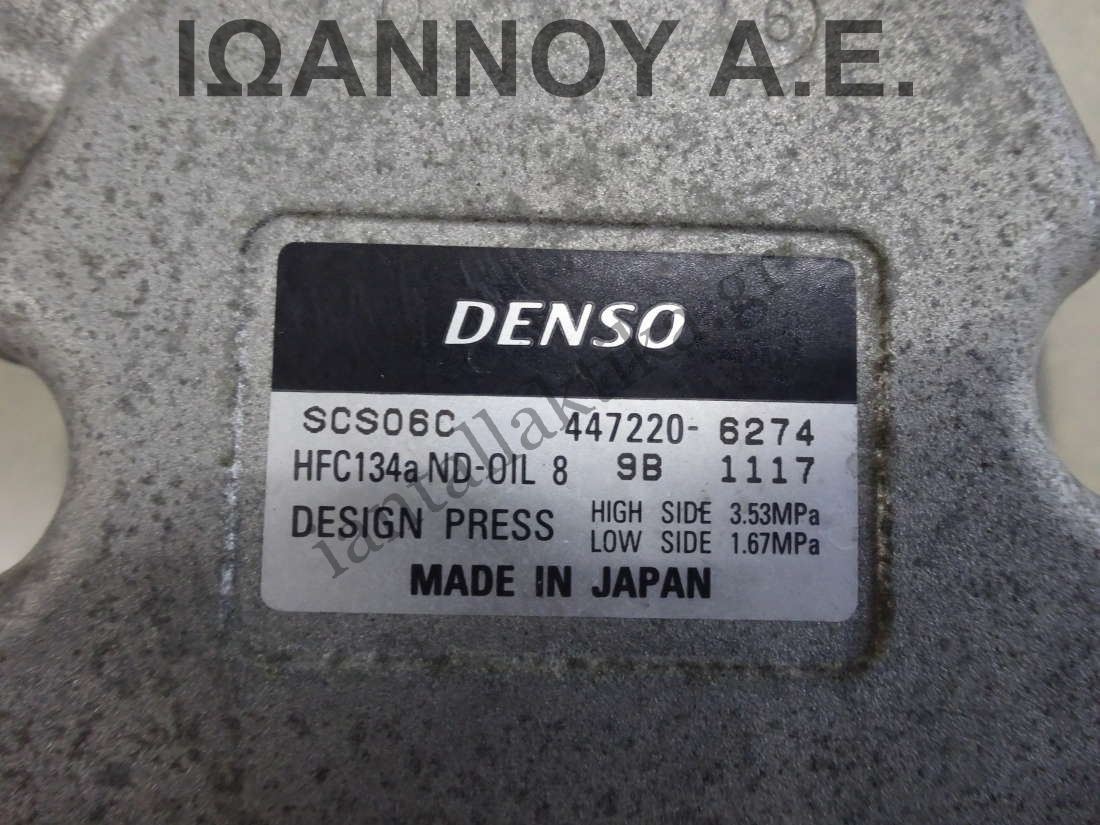 ΙΩΑΝΝΟΥ Α.Ε.
DENSO
SCS06C 447220- 6274
HFC134a ND-OIL 8 9B 1117
DESIGN PRESS HIGH SIDE 3.53MPa
LOW SIDE 1.67MPa
MADE IN JAPAN